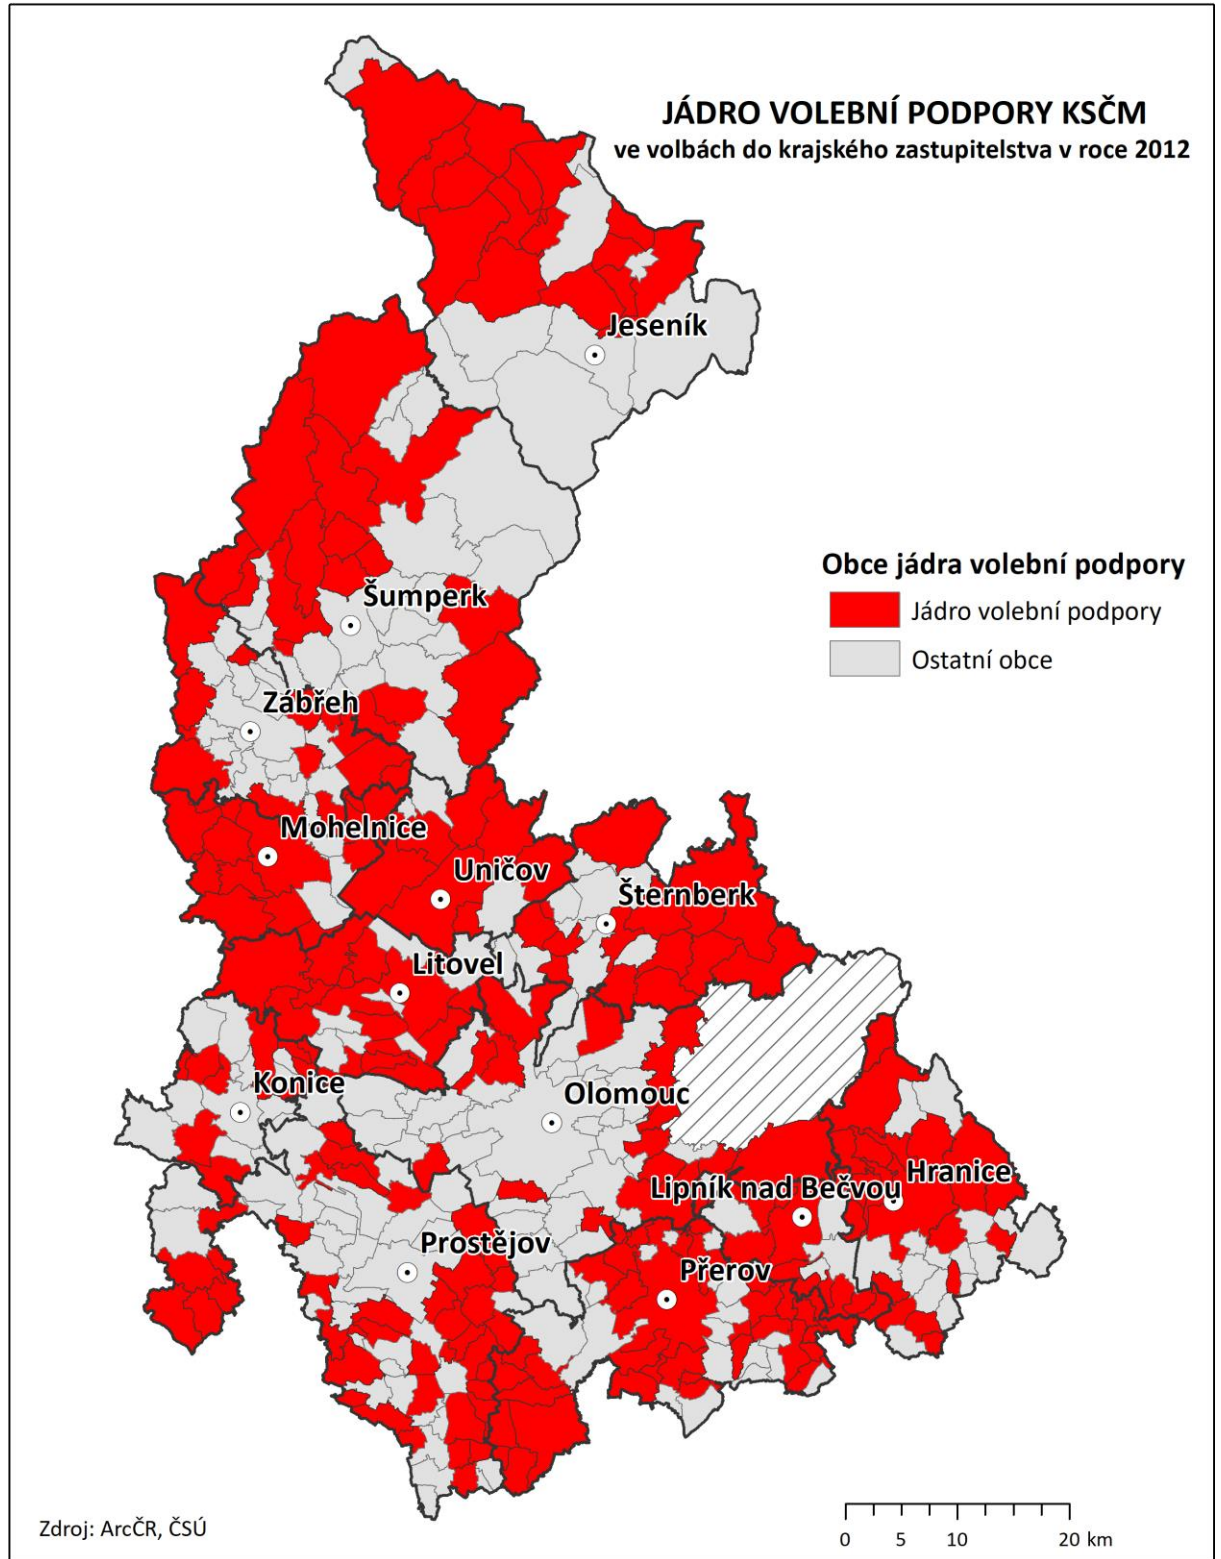 JÁDRO VOLEBNÍ PODPORY KSČM
ve volbách do krajského zastupitelstva v roce 2012
Jeseník
Obce jádra volební podpory
Jádro volební podpory
Ostatní obce
Šumperk
Zábřeh
Mohelnice
Uničov
Šternberk
Litovel
Konice
Olomouc
Hranice
Lipník nad Bečvou
Prostějov
Přerov
Zdroj: ArcČR, ČSÚ
0 5 10 20 km